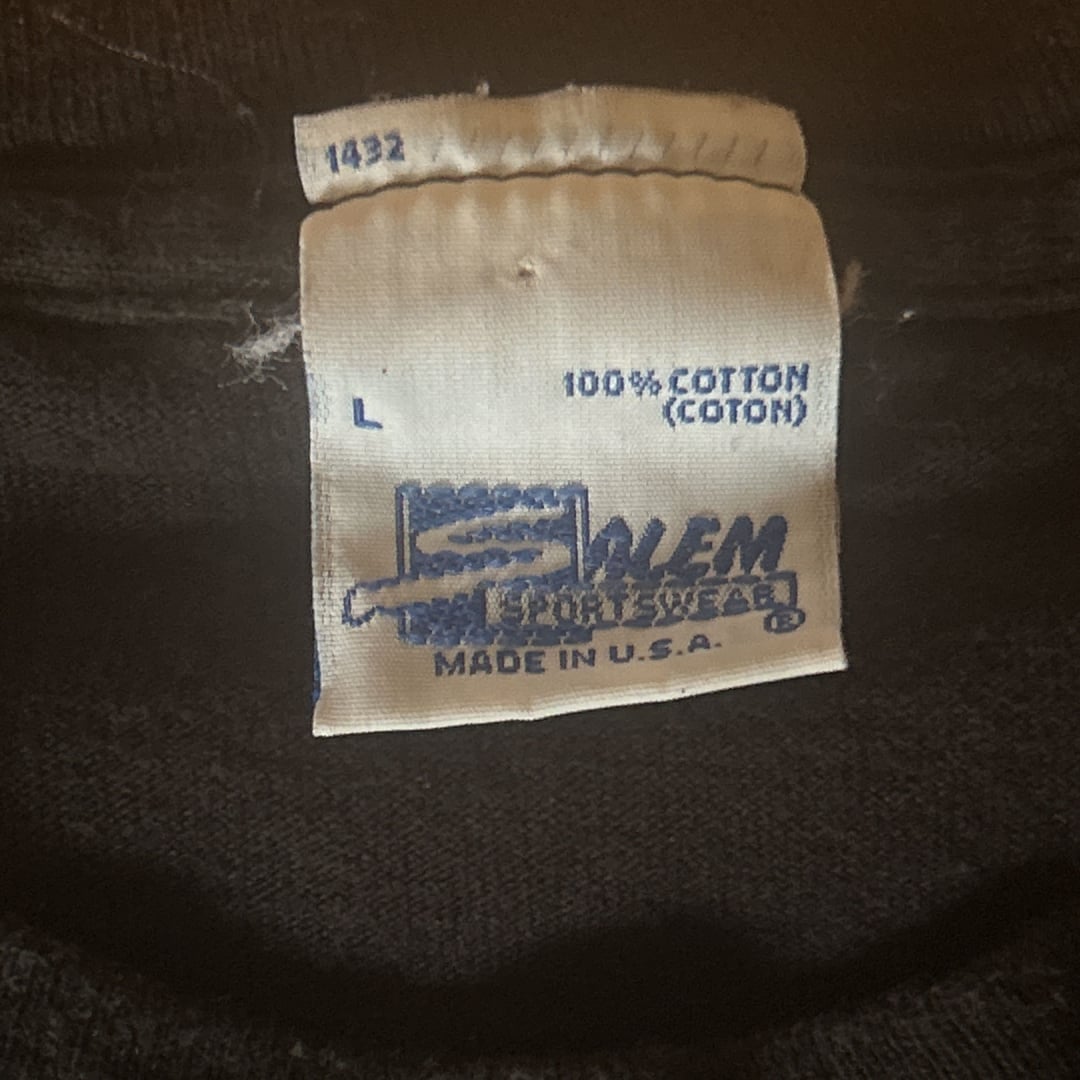 1432
L
100% COTTON
(COTON)
SALEM
SPORTSWEAR®
MADE IN U.S.A.